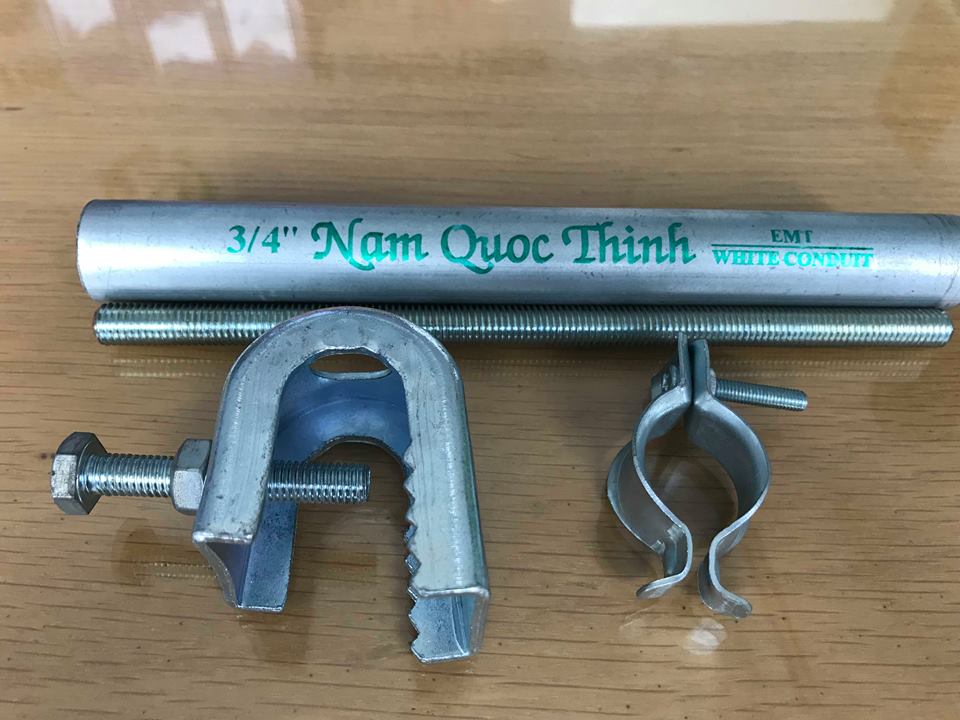 3/4" Nam Quoc Thinh
EMT
WHITE CONDUIT